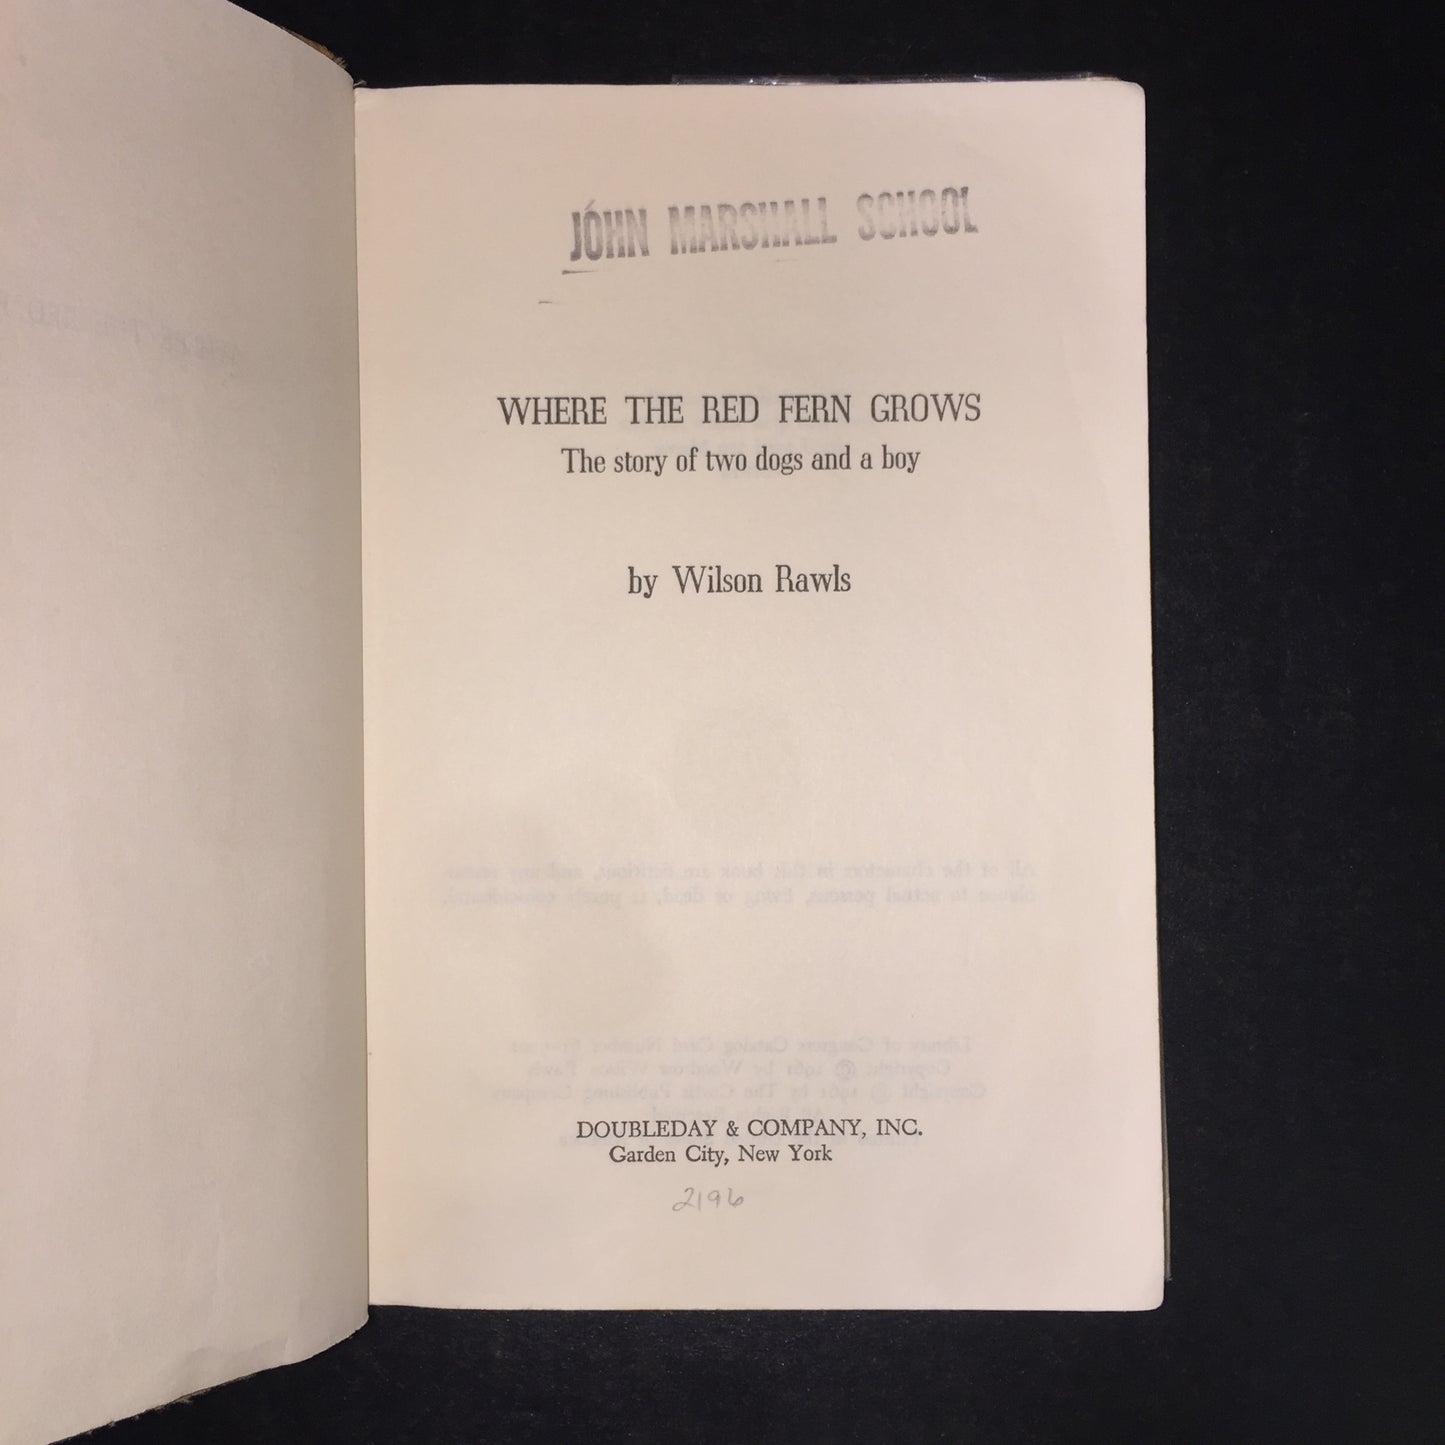 JOHN MARSHALL SCHOOL
WHERE THE RED FERN GROWS
The story of two dogs and a boy
by Wilson Rawls
DOUBLEDAY & COMPANY, INC.
Garden City, New York
2196